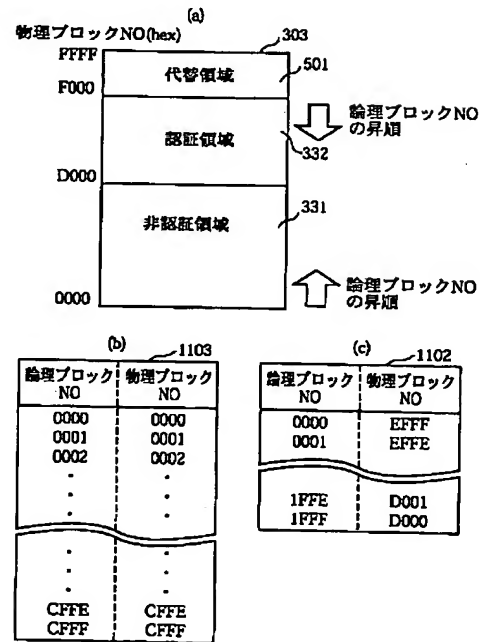 (a)
物理ブロックNO(hex)
303
FFFF
代替領域
501
F000
論理ブロックNO
の昇順
認証領域
332
D000
331
非認証領域
論理ブロックNO
の昇順
0000
(b)
1103
論理ブロック NO 物理ブロック NO
0000 0000
0001 0001
0002 0002
CFFE CFFE
CFFF CFFF
(c)
1102
論理ブロック NO 物理ブロック NO
0000 EFFF
0001 EFFE
1FFE D001
1FFF D000